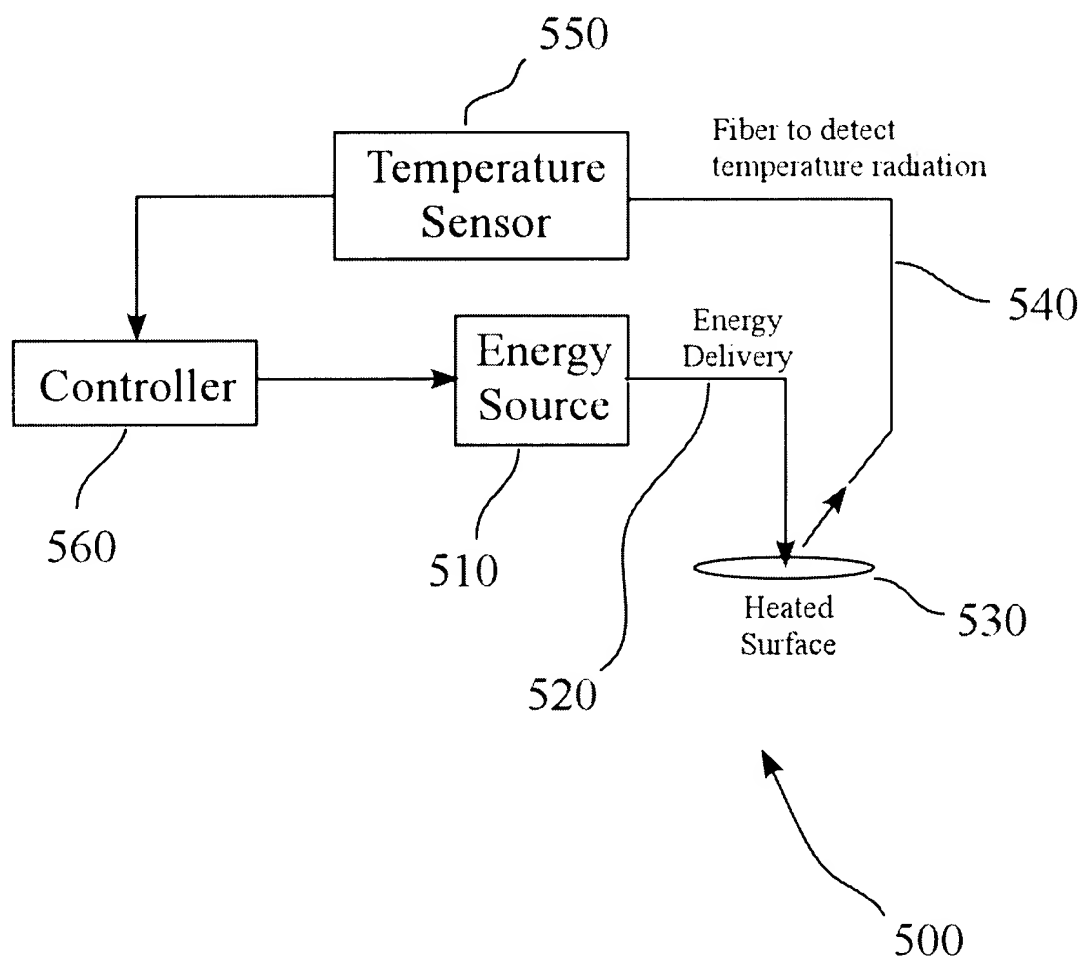 550
Fiber to detect
temperature radiation
Temperature
Sensor
540
Energy
Delivery
Controller
Energy
Source
560
510
530
Heated
Surface
520
500